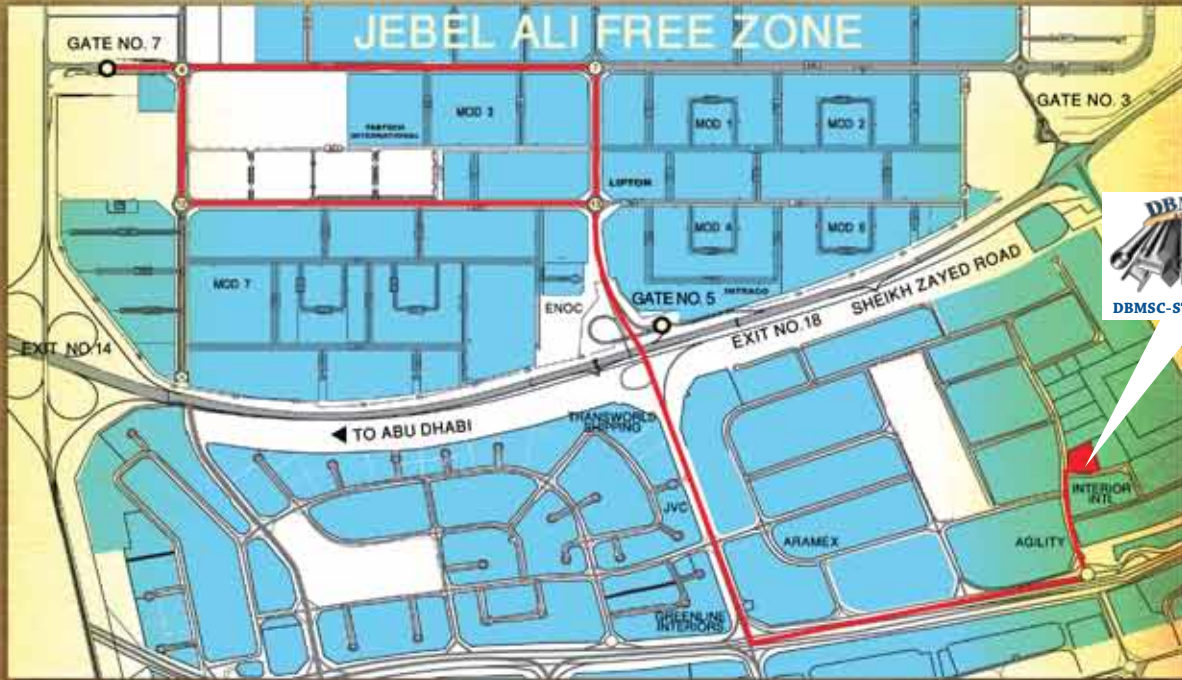 JEBEL ALI FREE ZONE
GATE NO. 7
GATE NO. 3
MOD 3
MOD 1
MOD 2
INTERNATIONAL
LIPTON
MOD 4
MOD 6
MOD 7
ENOC
GATE NO. 5
INTRACO
SHEIKH ZAYED ROAD
EXIT NO.18
EXIT NO.14
DBMSC-S
TO ABU DHABI
TRANSWORLD
SHIPPING
JVC
INTERIOR
INTL
ARAMEX
AGILITY
GREENLINE
INTERIORS